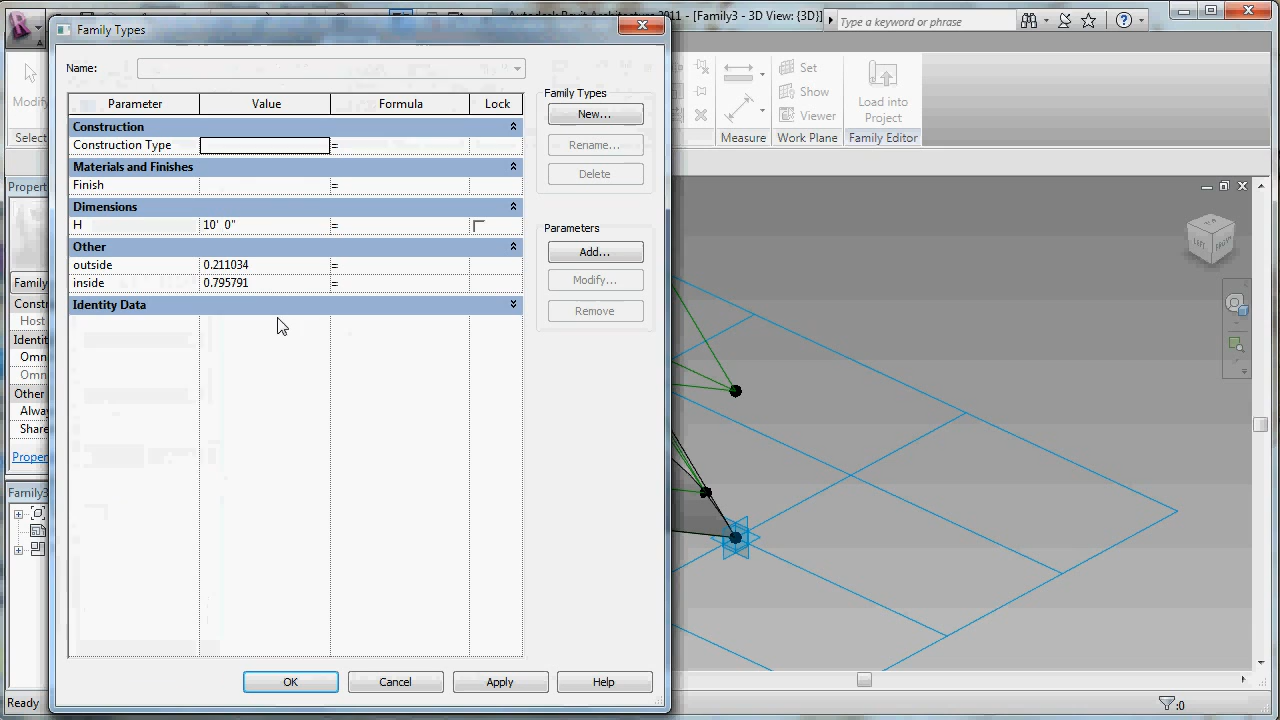 Autodesk Revit Architecture 2011 - [Family3 - 3D View: {3D}]
Type a keyword or phrase
Family Types
Name:
Parameter Value Formula Lock
Construction
Construction Type =
Materials and Finishes
Finish =
Dimensions
H 10' 0" =
Other
outside 0.211034 =
inside 0.795791 =
Identity Data
Family Types
New...
Rename...
Delete
Parameters
Add...
Modify...
Remove
OK
Cancel
Apply
Help
Modify
Select
Measure
Set
Show
Viewer
Work Plane
Load into
Project
Family Editor
Propert
Family
Constr
Host
Identit
Omn
Omn
Other
Alway
Share
Proper
Family3
Ready
:0